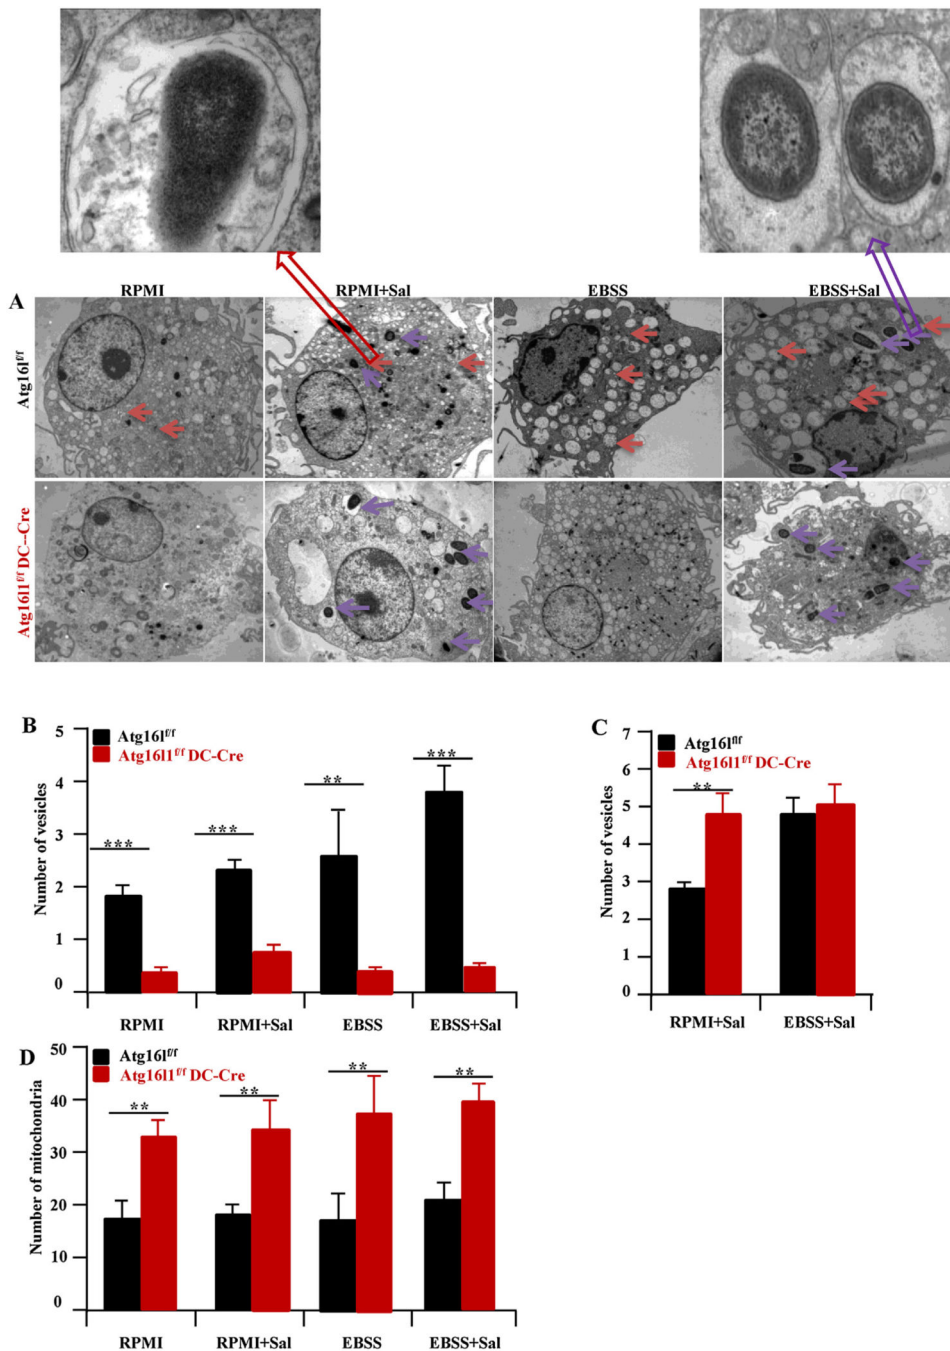 RPMI RPMI+Sal EBSS EBSS+Sal
A
Atg16l^f/f
Atg16l1^f/f DC--Cre
B
Atg16l^f/f
Atg16l1^f/f DC-Cre
Number of vesicles
5
4
3
2
1
0
*** *** ** ***
RPMI RPMI+Sal EBSS EBSS+Sal
C
Atg16l^f/f
Atg16l1^f/f DC-Cre
Number of vesicles
7
6
5
4
3
2
1
0
**
RPMI+Sal EBSS+Sal
D
Atg16l^f/f
Atg16l1^f/f DC-Cre
Number of mitochondria
50
40
30
20
10
0
** ** ** **
RPMI RPMI+Sal EBSS EBSS+Sal